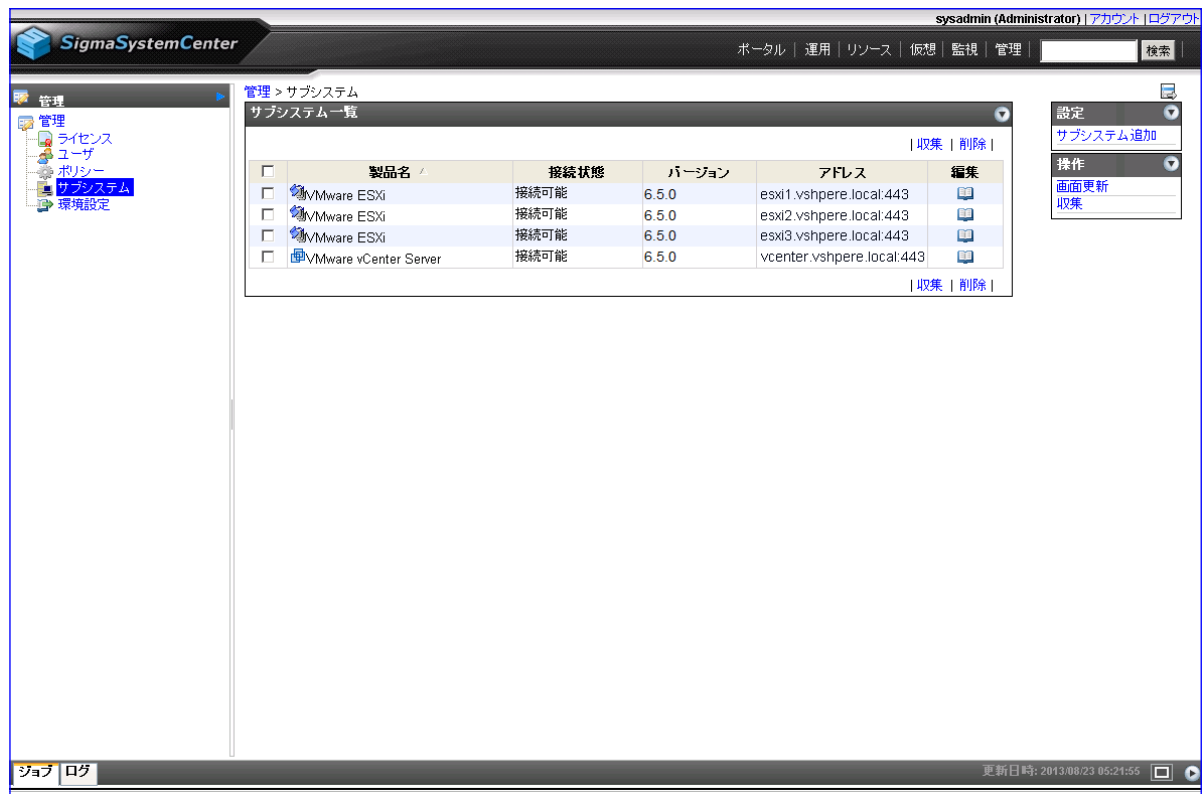 sysadmin (Administrator) | アカウント | ログアウト
SigmaSystemCenter
ポータル | 運用 | リソース | 仮想 | 監視 | 管理 | 検索 |
管理
管理
ライセンス
ユーザ
ポリシー
サブシステム
環境設定
管理 > サブシステム
サブシステム一覧
| 収集 | 削除 |
製品名 接続状態 バージョン アドレス 編集
VMware ESXi 接続可能 6.5.0 esxi1.vshpere.local:443
VMware ESXi 接続可能 6.5.0 esxi2.vshpere.local:443
VMware ESXi 接続可能 6.5.0 esxi3.vshpere.local:443
VMware vCenter Server 接続可能 6.5.0 vcenter.vshpere.local:443
| 収集 | 削除 |
設定
サブシステム追加
操作
画面更新
収集
ジョブ ログ
更新日時: 2013/08/23 05:21:55